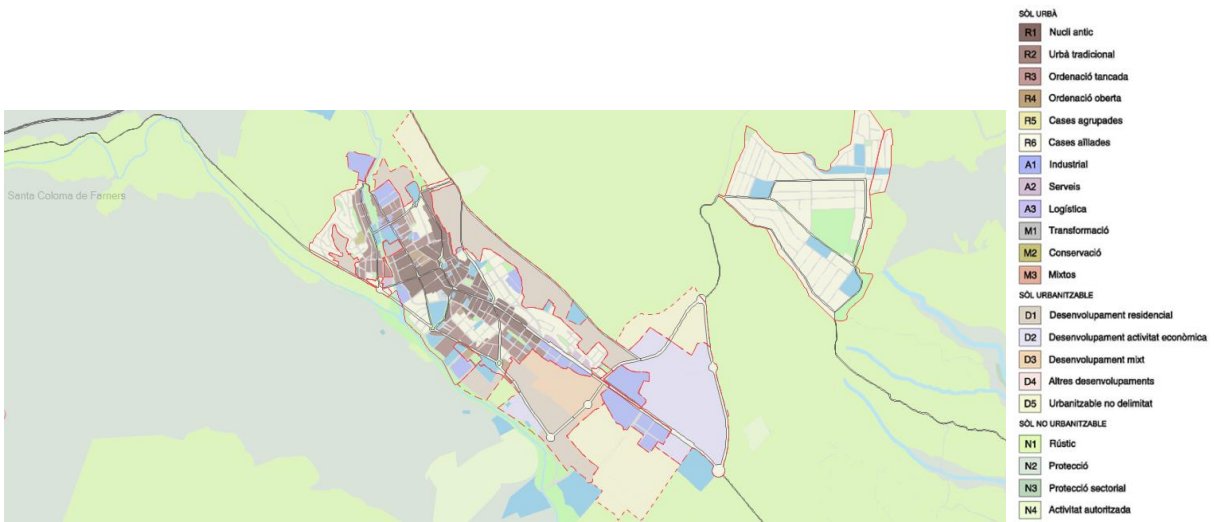 SÒL URBÀ
R1 Nucli antic
R2 Urbà tradicional
R3 Ordenació tancada
R4 Ordenació oberta
R5 Cases agrupades
R6 Cases aïllades
A1 Industrial
A2 Serveis
A3 Logística
M1 Transformació
M2 Conservació
M3 Mixtos
SÒL URBANITZABLE
D1 Desenvolupament residencial
D2 Desenvolupament activitat econòmica
D3 Desenvolupament mixt
D4 Altres desenvolupaments
D5 Urbanitzable no delimitat
SÒL NO URBANITZABLE
N1 Rústic
N2 Protecció
N3 Protecció sectorial
N4 Activitat autoritzada
Santa Coloma de Farners